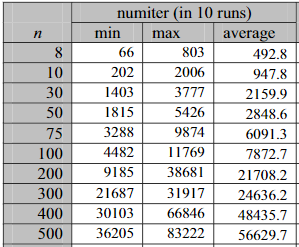 numiter (in 10 runs)
n min max average
8 66 803 492.8
10 202 2006 947.8
30 1403 3777 2159.9
50 1815 5426 2848.6
75 3288 9874 6091.3
100 4482 11769 7872.7
200 9185 38681 21708.2
300 21687 31917 24636.2
400 30103 66846 48435.7
500 36205 83222 56629.7